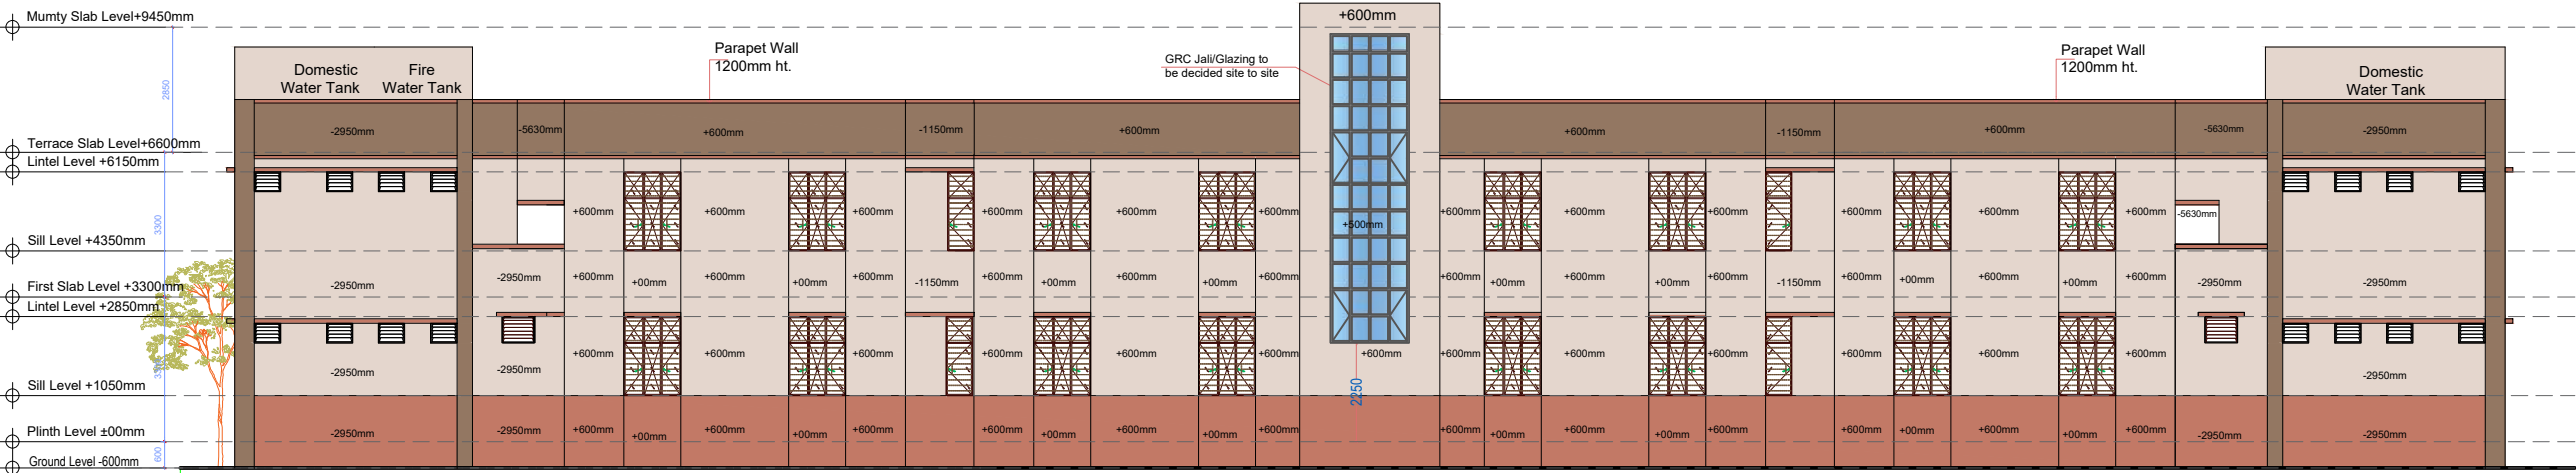 Mumty Slab Level+9450mm
+600mm
Parapet Wall
1200mm ht.
GRC Jali/Glazing to
be decided site to site
Parapet Wall
1200mm ht.
Domestic
Water Tank
Fire
Water Tank
Domestic
Water Tank
2850
-2950mm
-5630mm
+600mm
-1150mm
+600mm
+600mm
-1150mm
+600mm
-5630mm
-2950mm
Terrace Slab Level+6600mm
Lintel Level +6150mm
3300
+600mm
+600mm
+600mm
+600mm
+600mm
+600mm
+500mm
+600mm
+600mm
+600mm
+600mm
+600mm
+600mm
-5630mm
Sill Level +4350mm
-2950mm
-2950mm
+600mm
+00mm
+600mm
+00mm
+600mm
-1150mm
+600mm
+00mm
+600mm
+00mm
+600mm
+600mm
+00mm
+600mm
+00mm
+600mm
-1150mm
+600mm
+00mm
+600mm
+00mm
+600mm
-2950mm
-2950mm
First Slab Level +3300mm
Lintel Level +2850mm
-2950mm
-2950mm
+600mm
+600mm
+600mm
+600mm
+600mm
+600mm
+600mm
+600mm
+600mm
+600mm
+600mm
+600mm
+600mm
-2950mm
Sill Level +1050mm
2250
-2950mm
-2950mm
+600mm
+00mm
+600mm
+00mm
+600mm
+600mm
+00mm
+600mm
+00mm
+600mm
+600mm
+00mm
+600mm
+00mm
+600mm
+600mm
+00mm
+600mm
+00mm
+600mm
-2950mm
-2950mm
Plinth Level ±00mm
600
Ground Level -600mm